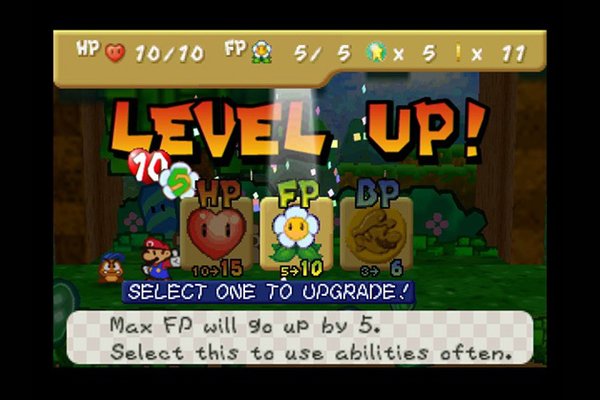 HP 10/10 FP 5/5 x 5 x 11
LEVEL UP!
10
5
HP FP BP
10→15 5→10 3→6
SELECT ONE TO UPGRADE!
Max FP will go up by 5.
Select this to use abilities often.